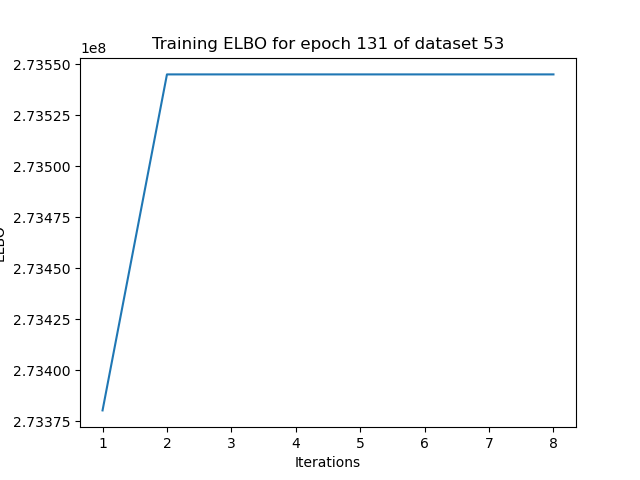 Training ELBO for epoch 131 of dataset 53
1e8
2.73550
2.73525
2.73500
2.73475
2.73450
2.73425
2.73400
2.73375
ELBO
1 2 3 4 5 6 7 8
Iterations